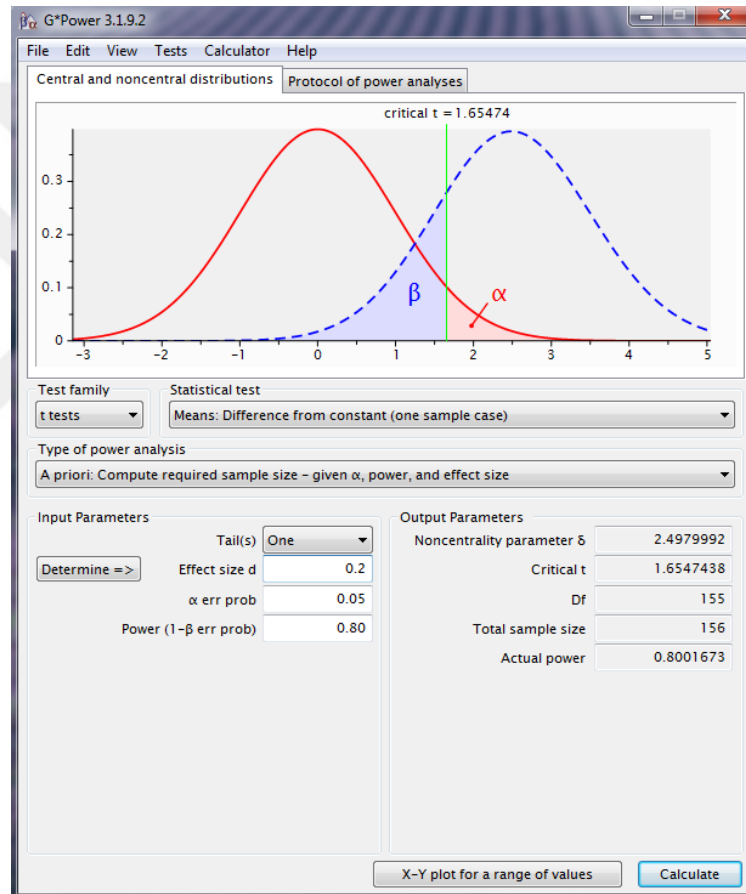 G*Power 3.1.9.2
File Edit View Tests Calculator Help
Central and noncentral distributions Protocol of power analyses
critical t = 1.65474
0.3
0.2
0.1
0
β α
-3 -2 -1 0 1 2 3 4 5
Test family Statistical test
t tests Means: Difference from constant (one sample case)
Type of power analysis
A priori: Compute required sample size – given α, power, and effect size
Input Parameters Output Parameters
Tail(s) One Noncentrality parameter δ 2.4979992
Determine => Effect size d 0.2 Critical t 1.6547438
α err prob 0.05 Df 155
Power (1-β err prob) 0.80 Total sample size 156
Actual power 0.8001673
X-Y plot for a range of values Calculate